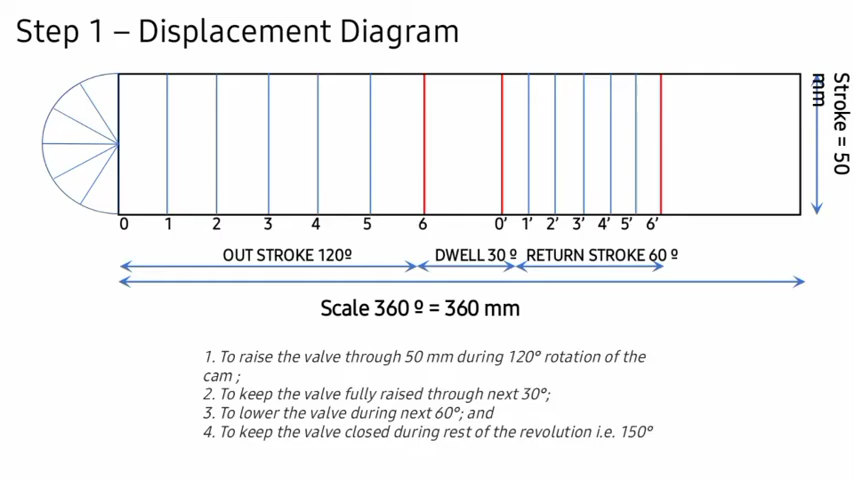 Step 1 – Displacement Diagram
Stroke = 50
mm
0 1 2 3 4 5 6 0' 1' 2' 3' 4' 5' 6'
OUT STROKE 120º DWELL 30 º RETURN STROKE 60 º
Scale 360 º = 360 mm
1. To raise the valve through 50 mm during 120° rotation of the
cam ;
2. To keep the valve fully raised through next 30°;
3. To lower the valve during next 60°; and
4. To keep the valve closed during rest of the revolution i.e. 150°